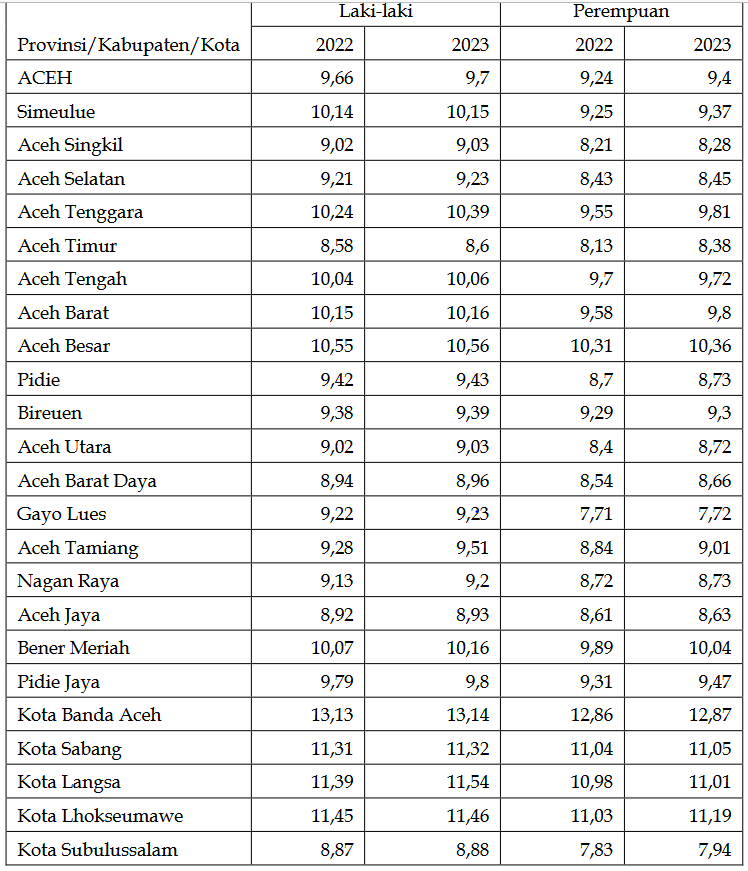 Laki-laki Perempuan
Provinsi/Kabupaten/Kota 2022 2023 2022 2023
ACEH 9,66 9,7 9,24 9,4
Simeulue 10,14 10,15 9,25 9,37
Aceh Singkil 9,02 9,03 8,21 8,28
Aceh Selatan 9,21 9,23 8,43 8,45
Aceh Tenggara 10,24 10,39 9,55 9,81
Aceh Timur 8,58 8,6 8,13 8,38
Aceh Tengah 10,04 10,06 9,7 9,72
Aceh Barat 10,15 10,16 9,58 9,8
Aceh Besar 10,55 10,56 10,31 10,36
Pidie 9,42 9,43 8,7 8,73
Bireuen 9,38 9,39 9,29 9,3
Aceh Utara 9,02 9,03 8,4 8,72
Aceh Barat Daya 8,94 8,96 8,54 8,66
Gayo Lues 9,22 9,23 7,71 7,72
Aceh Tamiang 9,28 9,51 8,84 9,01
Nagan Raya 9,13 9,2 8,72 8,73
Aceh Jaya 8,92 8,93 8,61 8,63
Bener Meriah 10,07 10,16 9,89 10,04
Pidie Jaya 9,79 9,8 9,31 9,47
Kota Banda Aceh 13,13 13,14 12,86 12,87
Kota Sabang 11,31 11,32 11,04 11,05
Kota Langsa 11,39 11,54 10,98 11,01
Kota Lhokseumawe 11,45 11,46 11,03 11,19
Kota Subulussalam 8,87 8,88 7,83 7,94